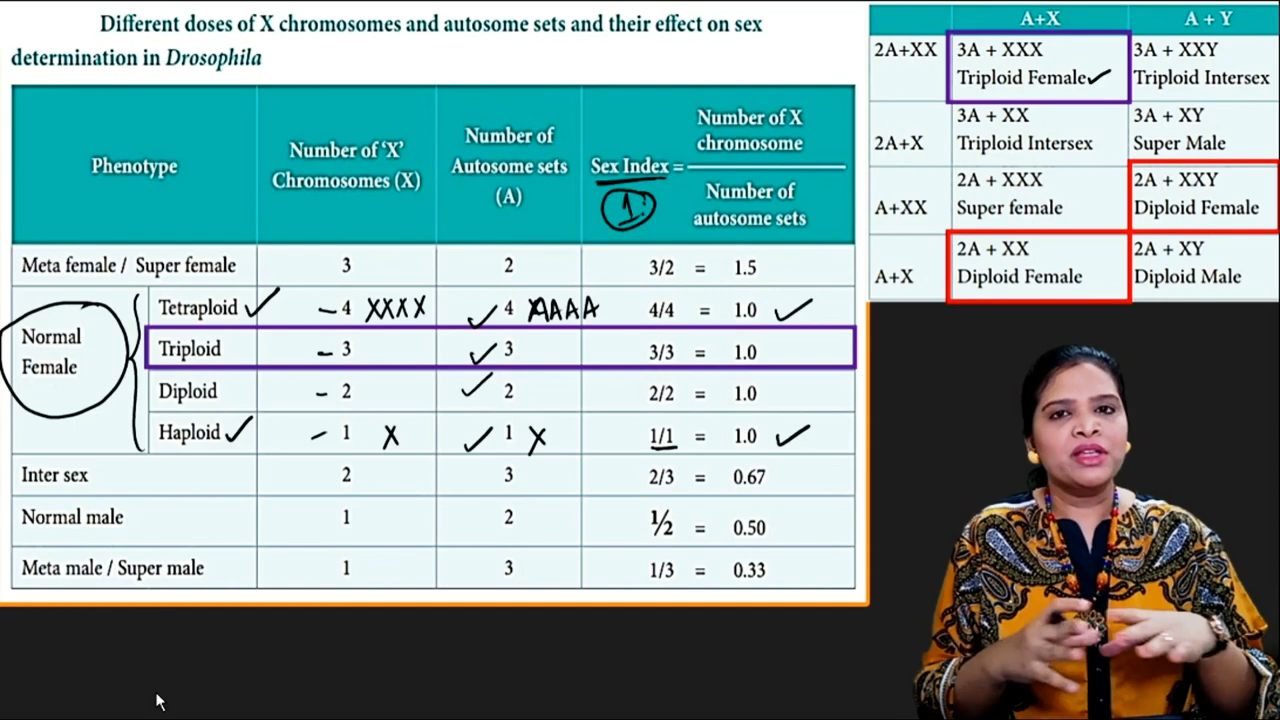 Different doses of X chromosomes and autosome sets and their effect on sex
determination in Drosophila
Phenotype
Number of ‘X’
Chromosomes (X)
Number of
Autosome sets
(A)
Sex Index =
Number of X
chromosome
Number of
autosome sets
1
Meta female / Super female 3 2 3/2 = 1.5
Normal
Female
Tetraploid ✓ – 4 XXXX ✓ 4 AAAA 4/4 = 1.0 ✓
Triploid – 3 ✓ 3 3/3 = 1.0
Diploid – 2 ✓ 2 2/2 = 1.0
Haploid ✓ – 1 X ✓ 1 X 1/1 = 1.0 ✓
Inter sex 2 3 2/3 = 0.67
Normal male 1 2 ½ = 0.50
Meta male / Super male 1 3 1/3 = 0.33
A+X A + Y
2A+XX
3A + XXX
Triploid Female ✓
3A + XXY
Triploid Intersex
2A+X
3A + XX
Triploid Intersex
3A + XY
Super Male
A+XX
2A + XXX
Super female
2A + XXY
Diploid Female
A+X
2A + XX
Diploid Female
2A + XY
Diploid Male